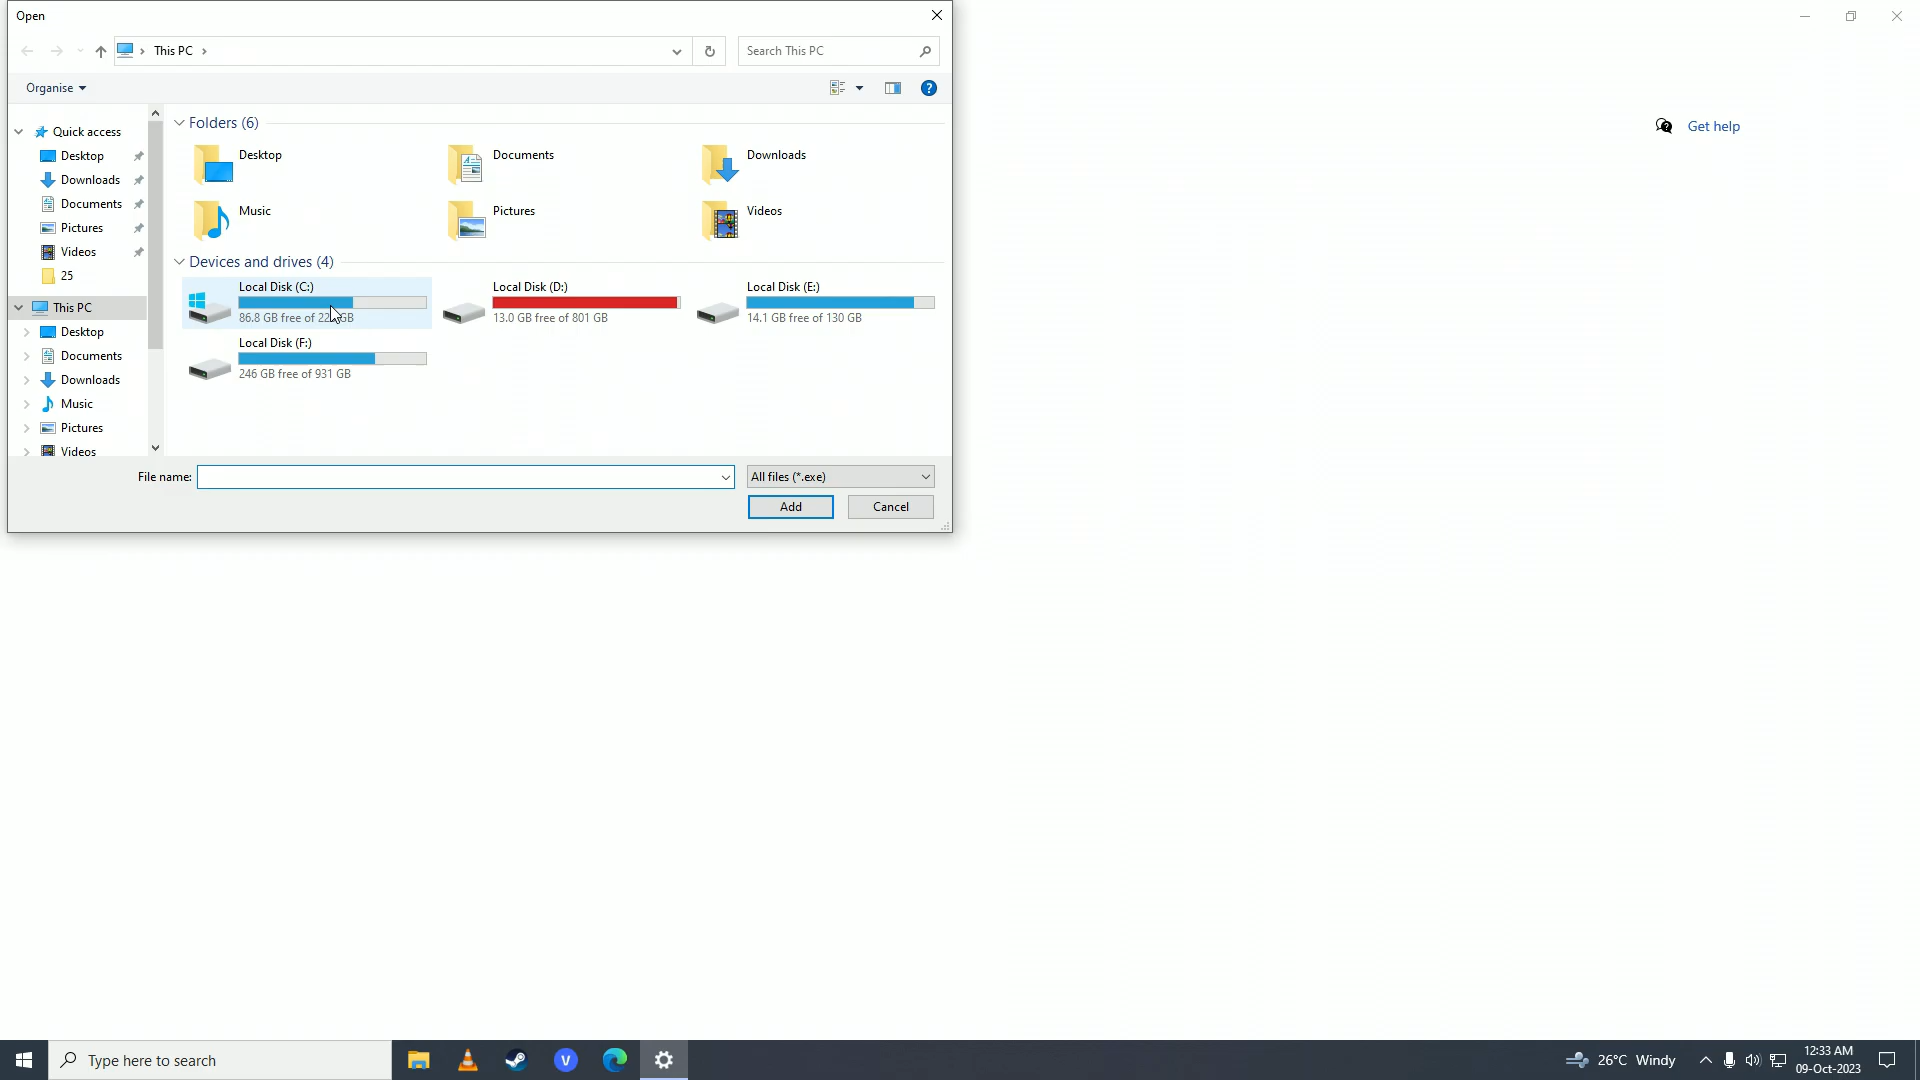 Open
This PC
Search This PC
Organise
Get help
Quick access
Desktop
Downloads
Documents
Pictures
Videos
25
This PC
Desktop
Documents
Downloads
Music
Pictures
Videos
Folders (6)
Desktop
Documents
Downloads
Music
Pictures
Videos
Devices and drives (4)
Local Disk (C:)
86.8 GB free of GB
Local Disk (D:)
13.0 GB free of 801 GB
Local Disk (E:)
14.1 GB free of 130 GB
Local Disk (F:)
246 GB free of 931 GB
File name:
All files (*.exe)
Add
Cancel
Type here to search
V
26°C Windy
12:33 AM
09-Oct-2023